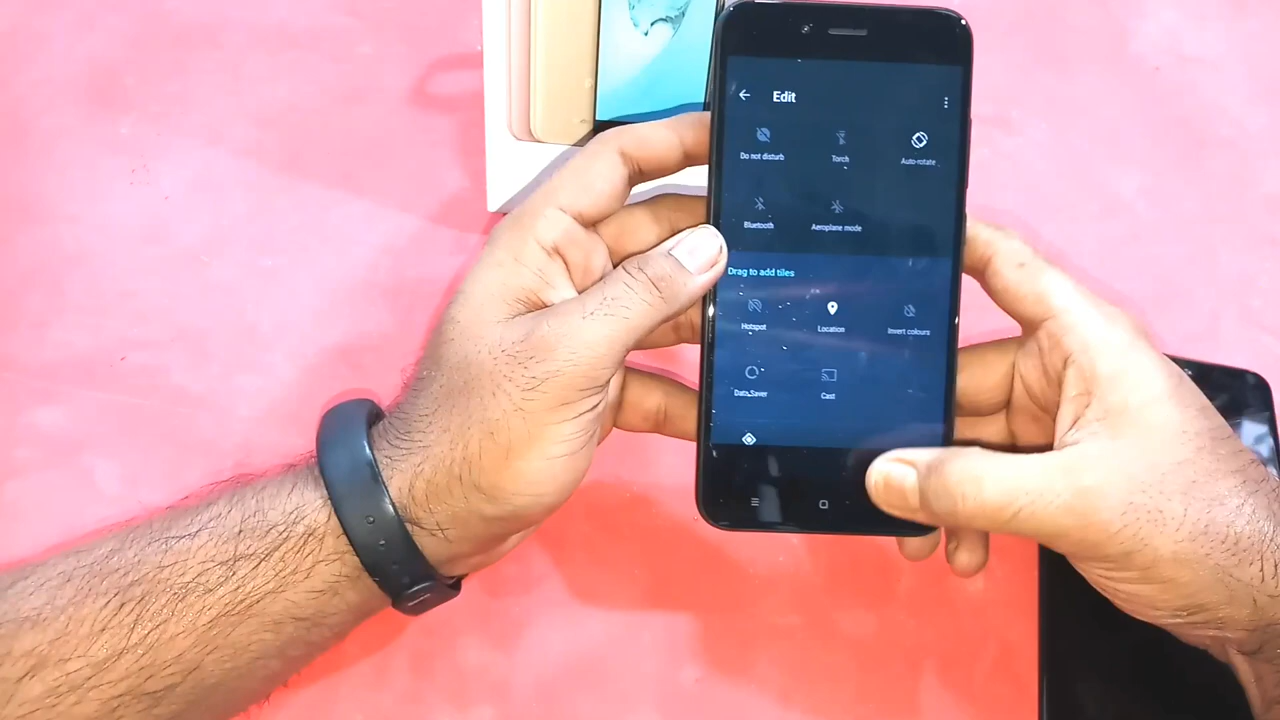 Edit
Do not disturb Torch Auto-rotate
Bluetooth Aeroplane mode
Drag to add tiles
Hotspot Location Invert colours
Data Saver Cast